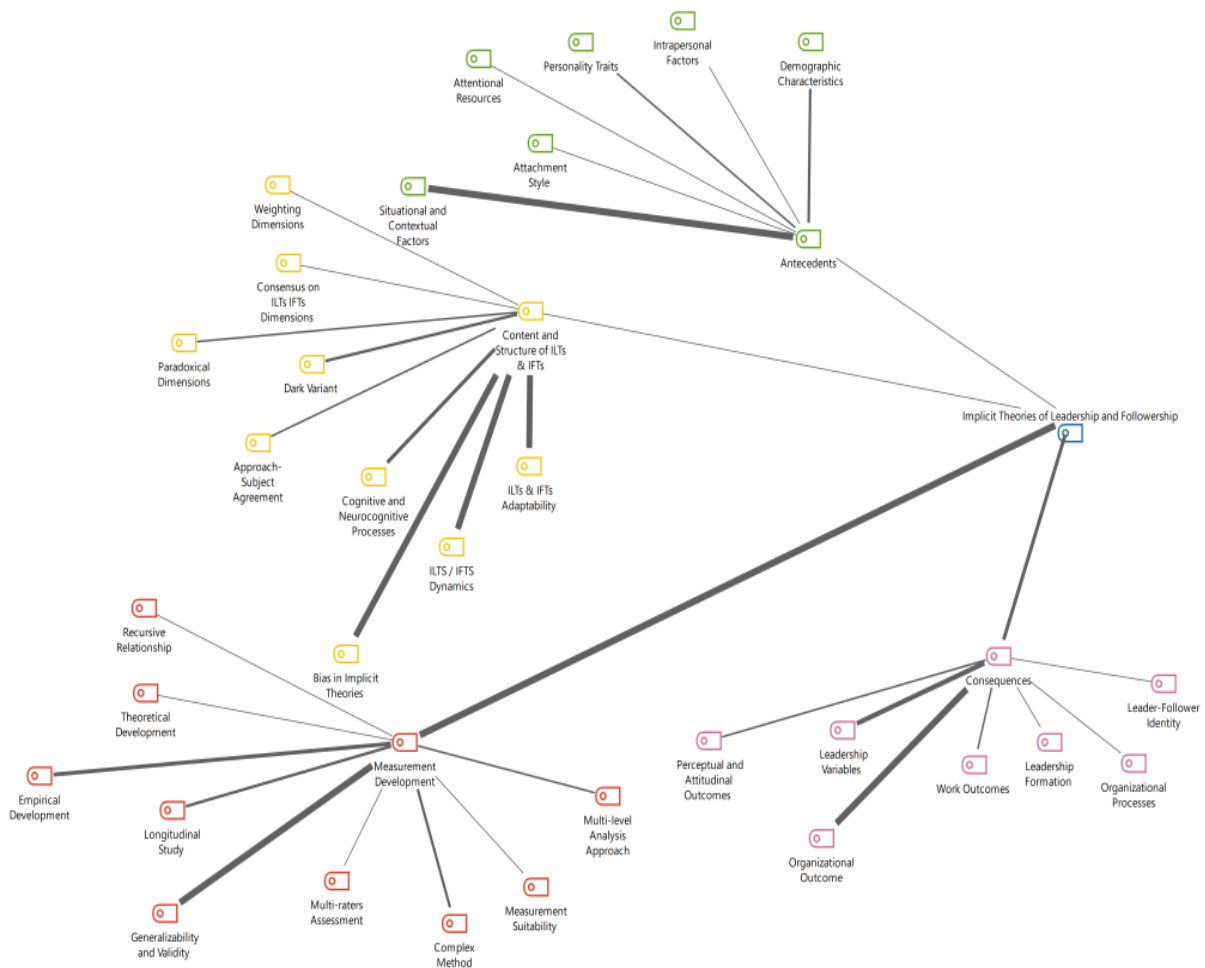 Intrapersonal
Factors
Personality Traits
Demographic
Characteristics
Attentional
Resources
Attachment
Style
Situational and
Contextual
Factors
Antecedents
Weighting
Dimensions
Consensus on
ILTs IFTs
Dimensions
Content and
Structure of ILTs
& IFTs
Paradoxical
Dimensions
Dark Variant
Approach-
Subject
Agreement
Cognitive and
Neurocognitive
Processes
ILTs & IFTs
Adaptability
ILTS / IFTS
Dynamics
Bias in Implicit
Theories
Implicit Theories of Leadership and Followership
Recursive
Relationship
Theoretical
Development
Empirical
Development
Longitudinal
Study
Measurement
Development
Multi-level
Analysis
Approach
Generalizability
and Validity
Multi-raters
Assessment
Complex
Method
Measurement
Suitability
Consequences
Leader-Follower
Identity
Perceptual and
Attitudinal
Outcomes
Leadership
Variables
Work Outcomes
Leadership
Formation
Organizational
Processes
Organizational
Outcome